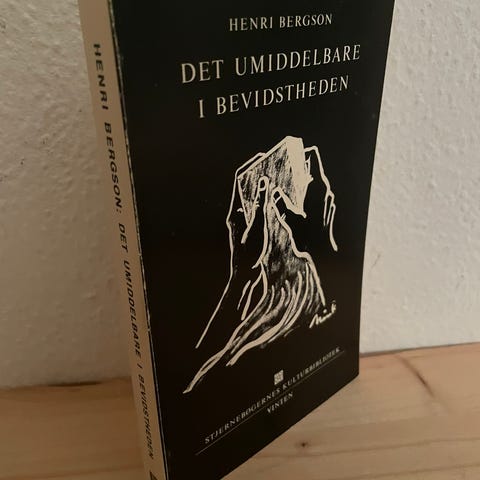 HENRI BERGSON
DET UMIDDELBARE
I BEVIDSTHEDEN
STJERNEBØGERNES KULTURBIBLIOTEK
VINTEN
HENRI BERGSON: DET UMIDDELBARE I BEVIDSTHEDEN